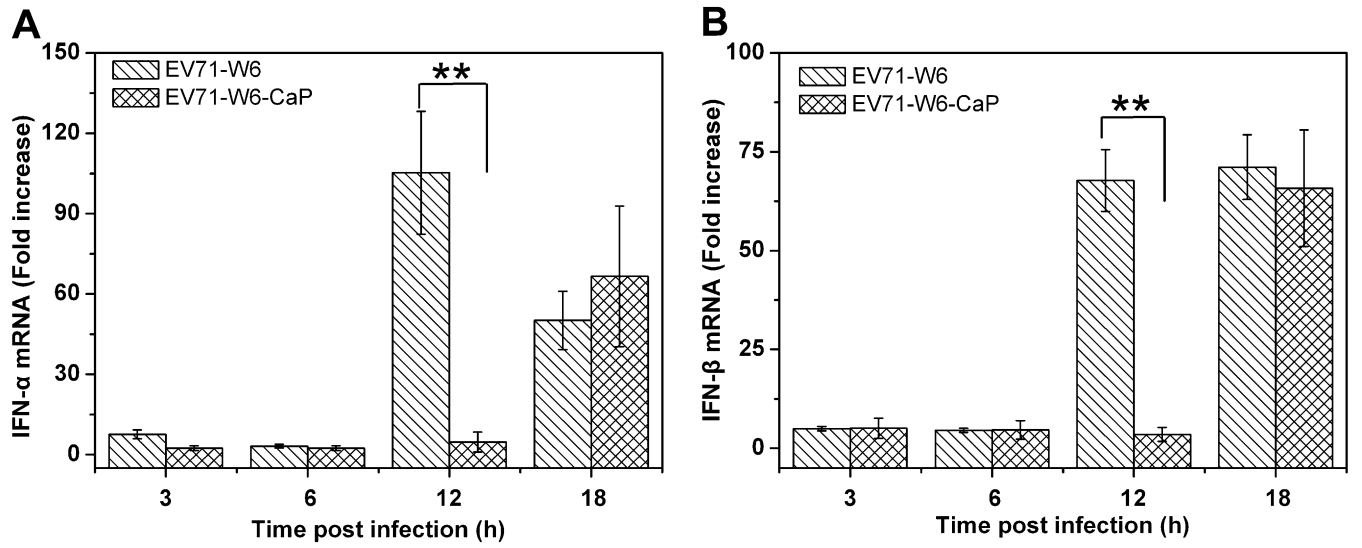 A
IFN-α mRNA (Fold increase)
150
120
90
60
30
0
EV71-W6
EV71-W6-CaP
**
3 6 12 18
Time post infection (h)
B
IFN-β mRNA (Fold increase)
100
75
50
25
0
EV71-W6
EV71-W6-CaP
**
3 6 12 18
Time post infection (h)